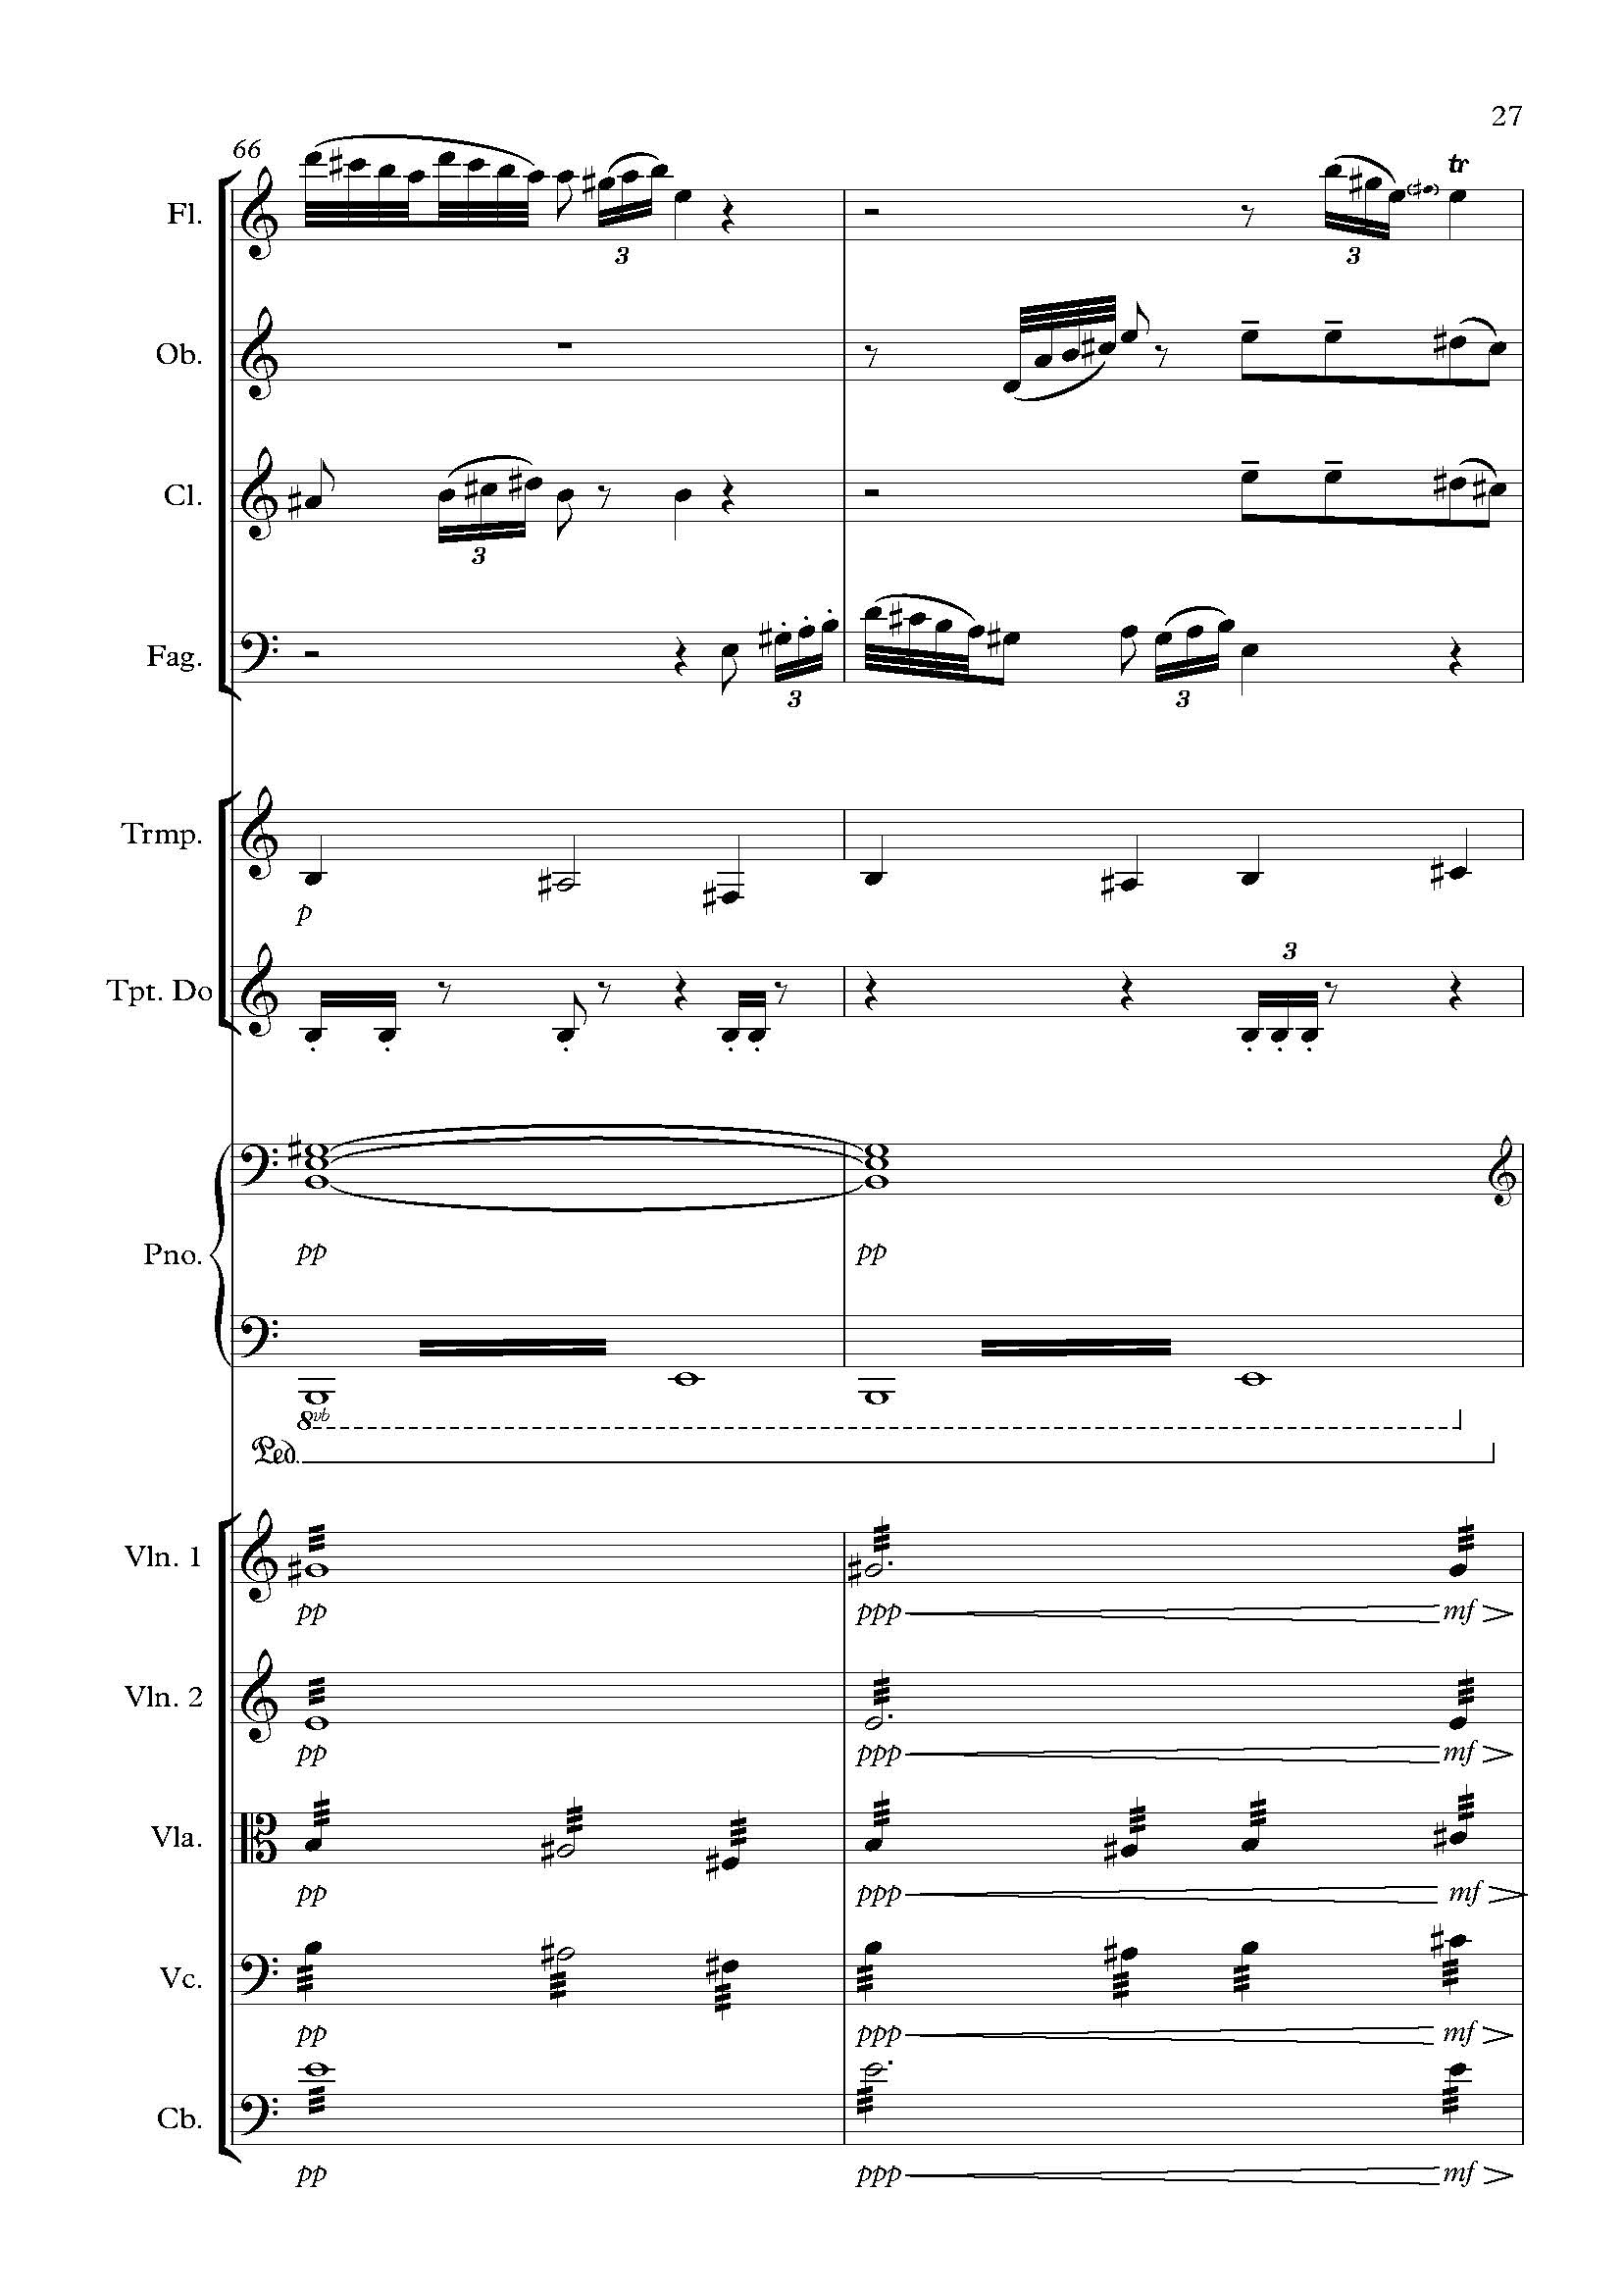 27
66
Fl.
3
3
tr
Ob.
Cl.
3
Fag.
3
3
Trmp.
p
Tpt. Do
3
Pno.
pp
pp
8vb
Ped.
Vln. 1
pp
ppp
mf
Vln. 2
pp
ppp
mf
Vla.
pp
ppp
mf
Vc.
pp
ppp
mf
Cb.
pp
ppp
mf